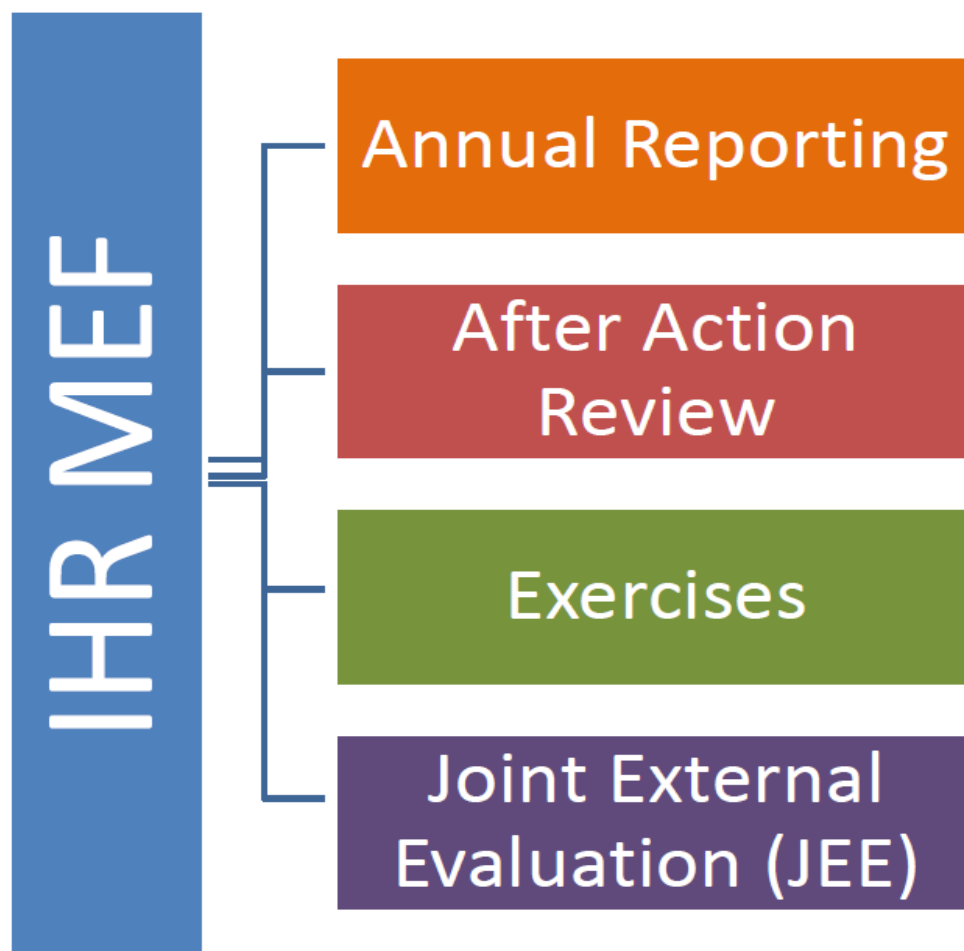 IHR MEF
Annual Reporting
After Action
Review
Exercises
Joint External
Evaluation (JEE)